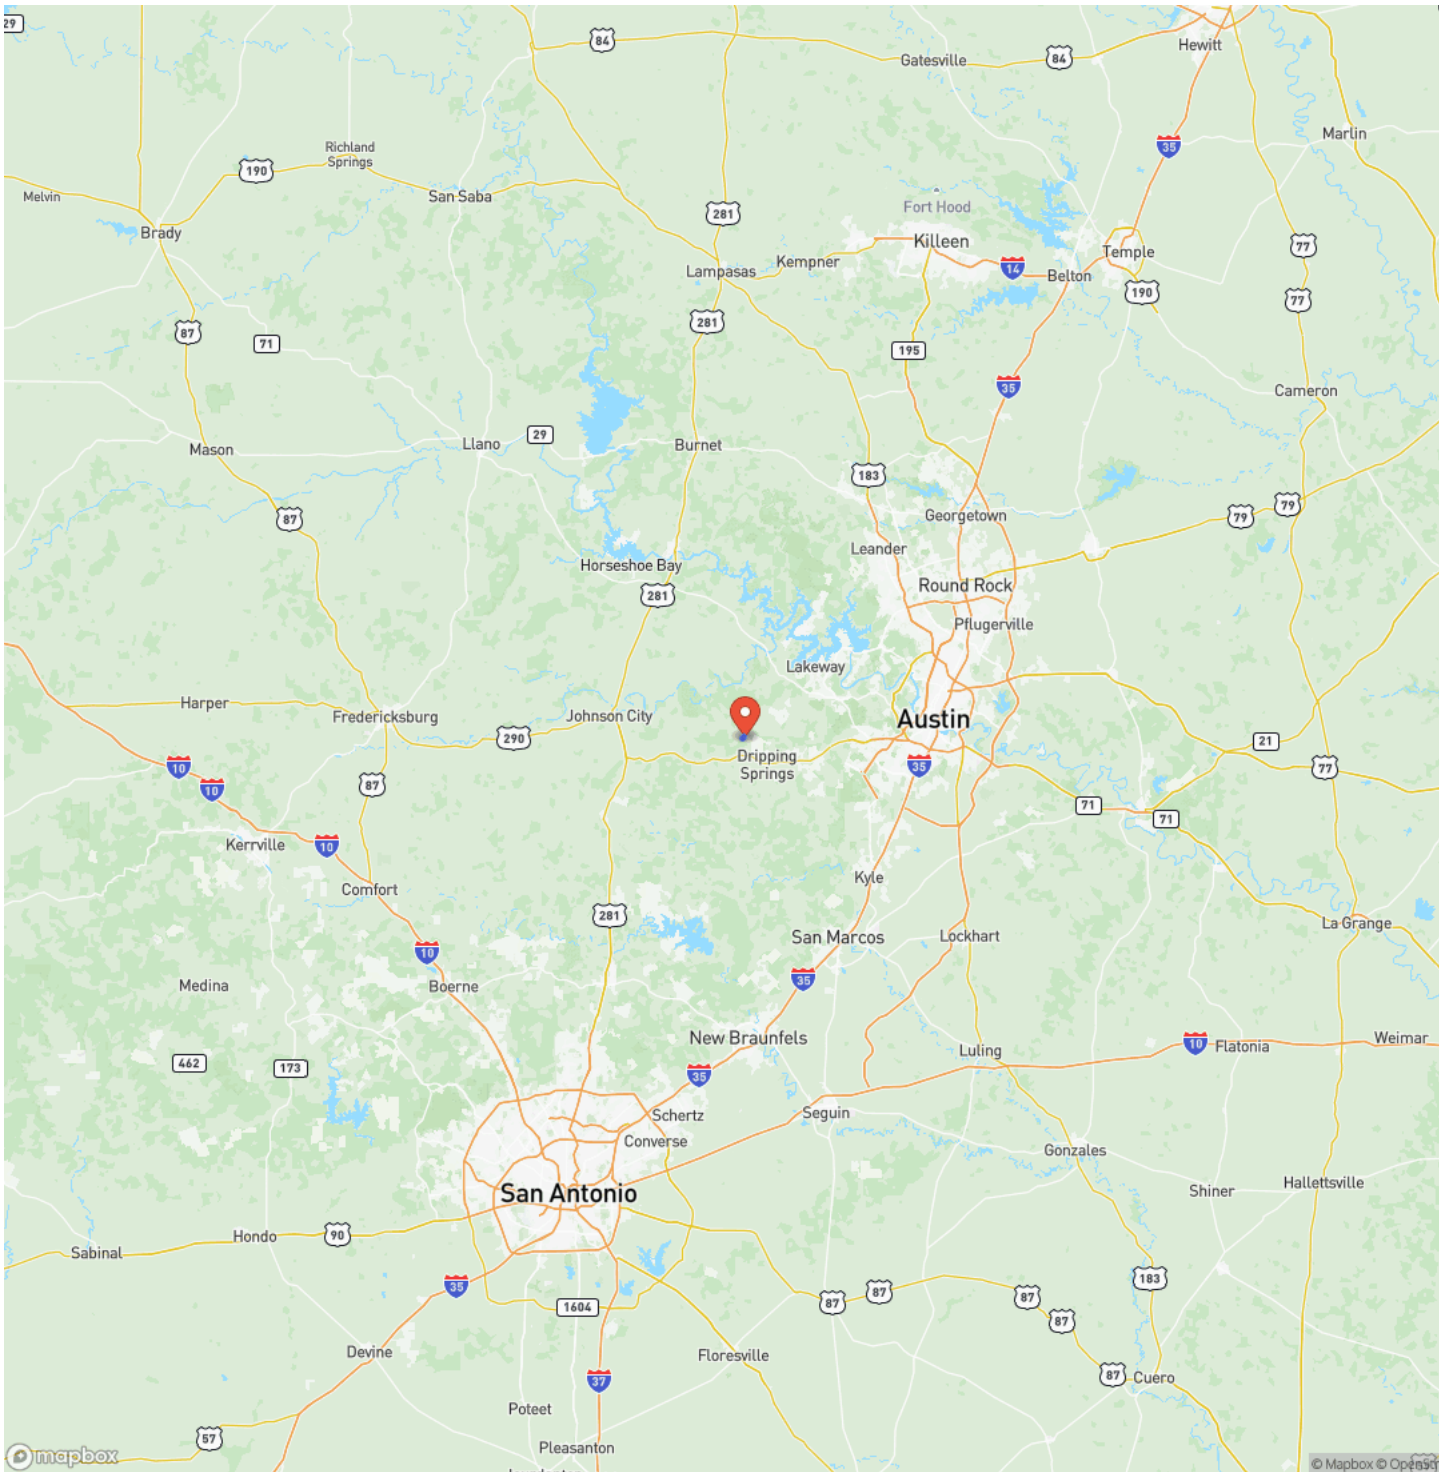 29
84
Hewitt
Gatesville
84
Marlin
35
Richland
Springs
190
Melvin
San Saba
Fort Hood
281
Brady
Killeen
77
Temple
Kempner
Lampasas
14
Belton
190
77
281
87
71
195
35
Cameron
29
Llano
Burnet
Mason
183
79
87
Georgetown
79
Leander
Horseshoe Bay
Round Rock
281
Pflugerville
Lakeway
Harper
Fredericksburg
Johnson City
Austin
290
21
10
Dripping
Springs
35
77
87
10
71
71
Kerrville
10
Kyle
Comfort
281
La Grange
San Marcos
Lockhart
10
35
Medina
Boerne
New Braunfels
Weimar
10
Flatonia
Luling
462
173
35
Schertz
Seguin
Converse
Gonzales
Hallettsville
San Antonio
Shiner
Hondo
90
Sabinal
183
35
87
87
87
1604
87
Devine
Floresville
87
Cuero
37
Poteet
57
Pleasanton
mapbox
© Mapbox © OpenStr